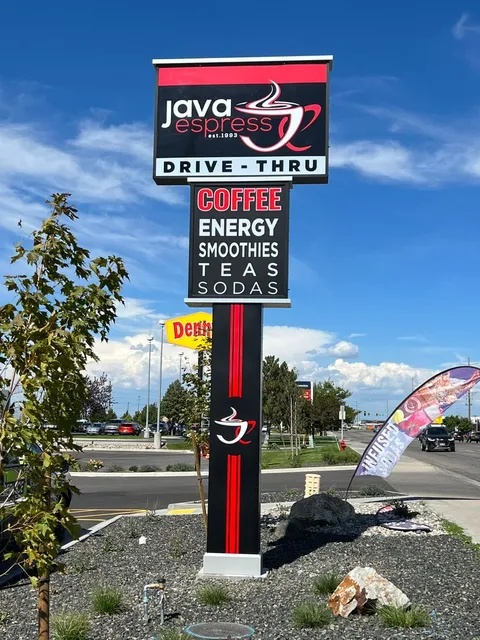 java
espress
est.1993
DRIVE - THRU
COFFEE
ENERGY
SMOOTHIES
TEAS
SODAS